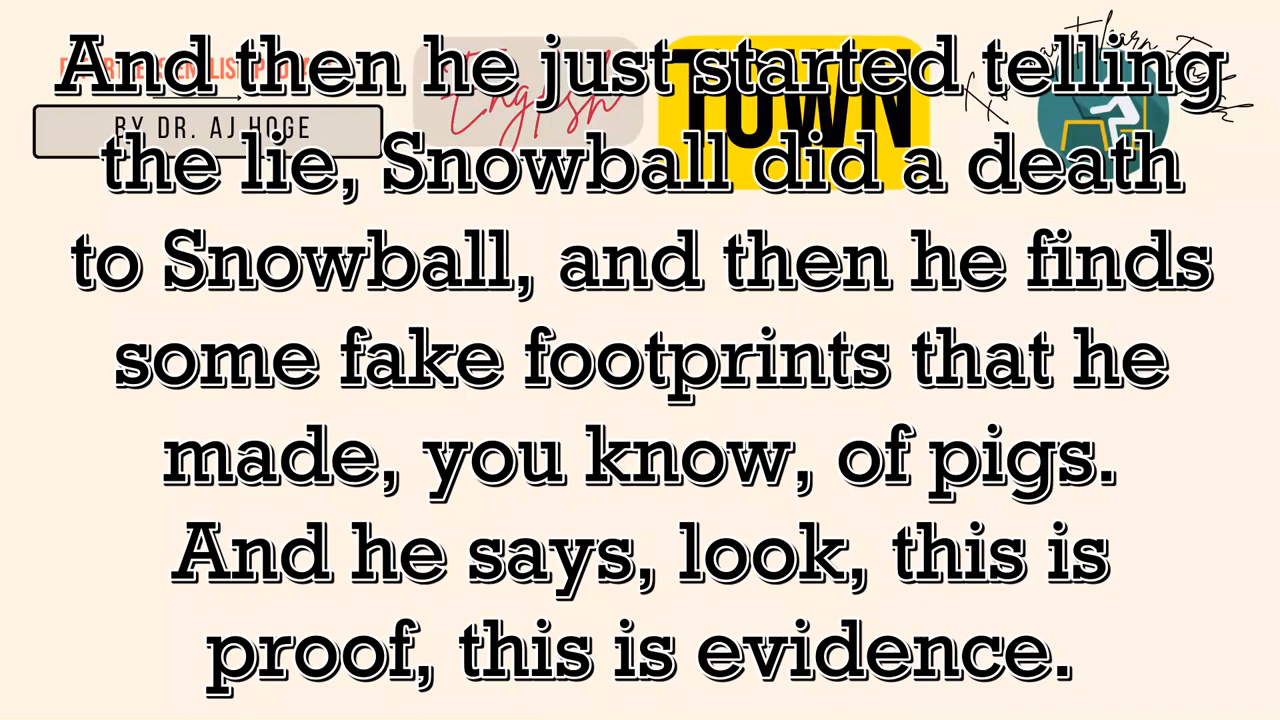 And then he just started telling
the lie, Snowball did a death
to Snowball, and then he finds
some fake footprints that he
made, you know, of pigs.
And he says, look, this is
proof, this is evidence.
BY DR. AJ HOGE
English
TOWN